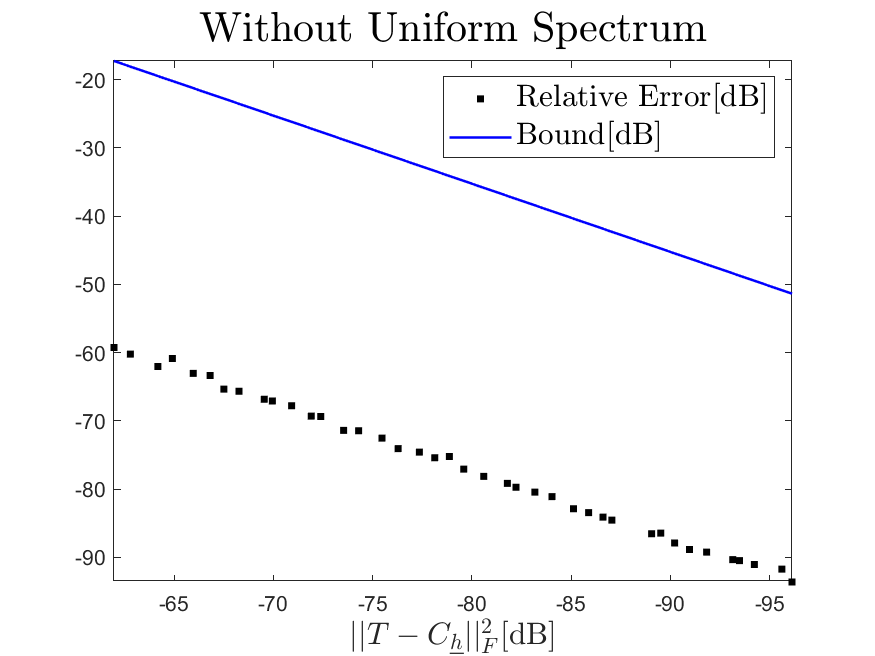 Without Uniform Spectrum
Relative Error[dB]
Bound[dB]
-20
-30
-40
-50
-60
-70
-80
-90
-65 -70 -75 -80 -85 -90 -95
||T − C_h||²_F[dB]